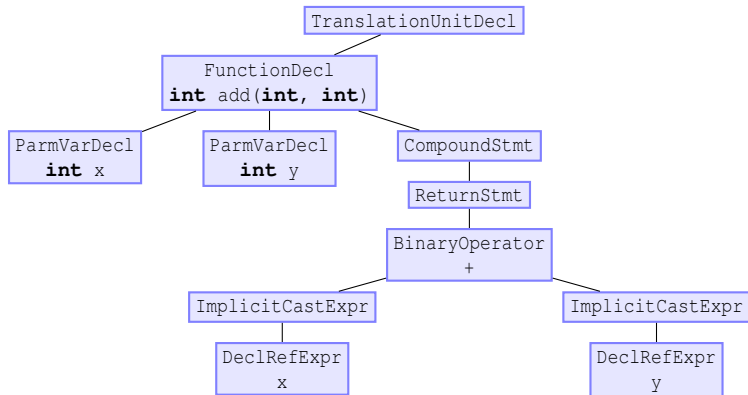 TranslationUnitDecl
FunctionDecl
int add(int, int)
ParmVarDecl
int x
ParmVarDecl
int y
CompoundStmt
ReturnStmt
BinaryOperator
+
ImplicitCastExpr
ImplicitCastExpr
DeclRefExpr
x
DeclRefExpr
y